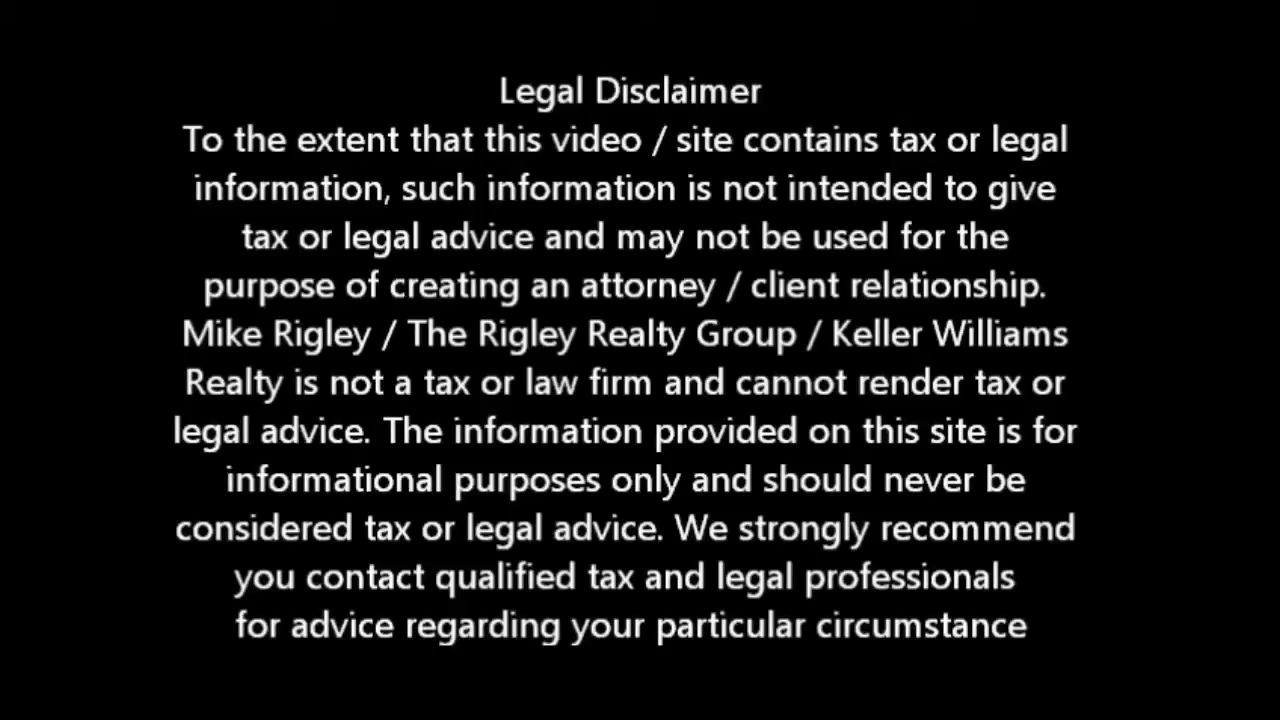 Legal Disclaimer
To the extent that this video / site contains tax or legal
information, such information is not intended to give
tax or legal advice and may not be used for the
purpose of creating an attorney / client relationship.
Mike Rigley / The Rigley Realty Group / Keller Williams
Realty is not a tax or law firm and cannot render tax or
legal advice. The information provided on this site is for
informational purposes only and should never be
considered tax or legal advice. We strongly recommend
you contact qualified tax and legal professionals
for advice regarding your particular circumstance